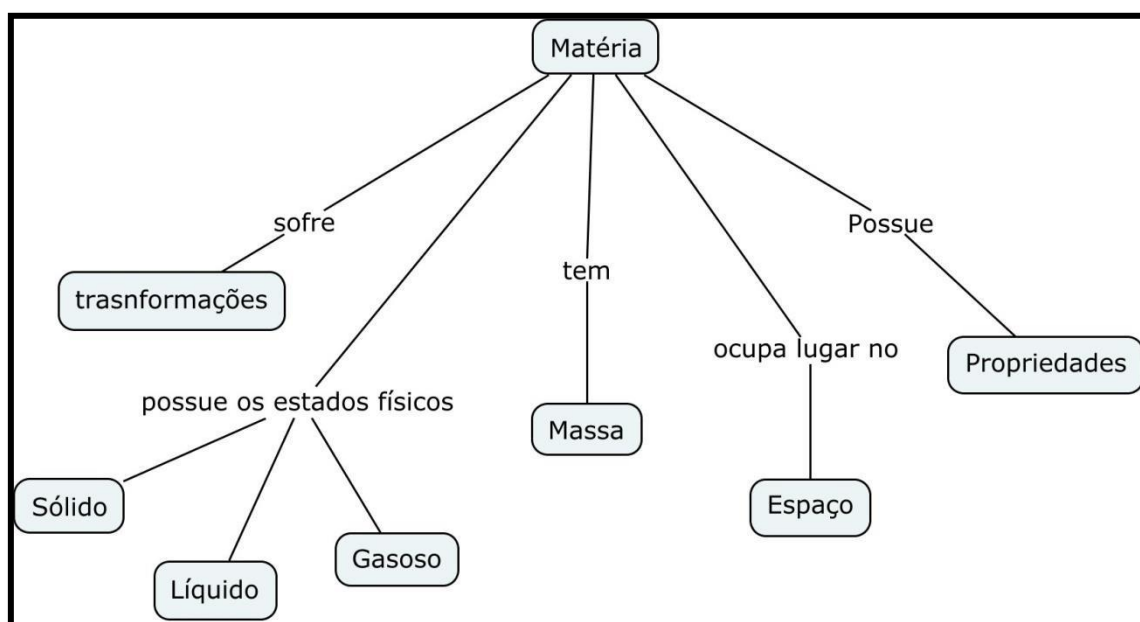 Matéria
sofre
Possue
tem
trasnformações
ocupa lugar no
Propriedades
possue os estados físicos
Massa
Sólido
Espaço
Gasoso
Líquido